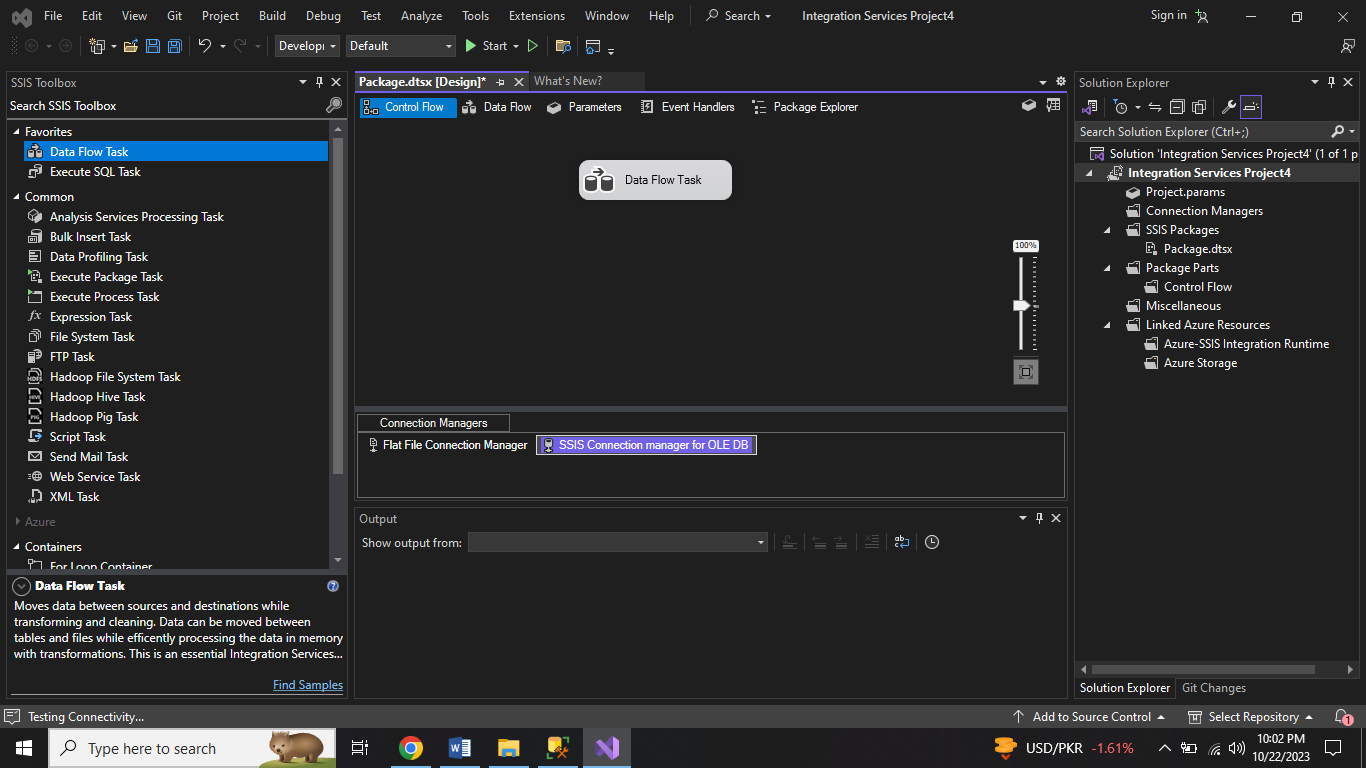 File Edit View Git Project Build Debug Test Analyze Tools Extensions Window Help Search Integration Services Project4 Sign in
Develop Default Start
SSIS Toolbox
Search SSIS Toolbox
Favorites
Data Flow Task
Execute SQL Task
Common
Analysis Services Processing Task
Bulk Insert Task
Data Profiling Task
Execute Package Task
Execute Process Task
Expression Task
File System Task
FTP Task
Hadoop File System Task
Hadoop Hive Task
Hadoop Pig Task
Script Task
Send Mail Task
Web Service Task
XML Task
Azure
Containers
For Loop Container
Data Flow Task
Moves data between sources and destinations while
transforming and cleaning. Data can be moved between
tables and files while efficently processing the data in memory
with transformations. This is an essential Integration Services...
Find Samples
Package.dtsx [Design]* What's New?
Control Flow Data Flow Parameters Event Handlers Package Explorer
Data Flow Task
100%
Connection Managers
Flat File Connection Manager SSIS Connection manager for OLE DB
Output
Show output from:
Solution Explorer
Search Solution Explorer (Ctrl+;)
Solution 'Integration Services Project4' (1 of 1 p
Integration Services Project4
Project.params
Connection Managers
SSIS Packages
Package.dtsx
Package Parts
Control Flow
Miscellaneous
Linked Azure Resources
Azure-SSIS Integration Runtime
Azure Storage
Solution Explorer Git Changes
Testing Connectivity... Add to Source Control Select Repository 1
Type here to search USD/PKR -1.61% 10:02 PM
10/22/2023